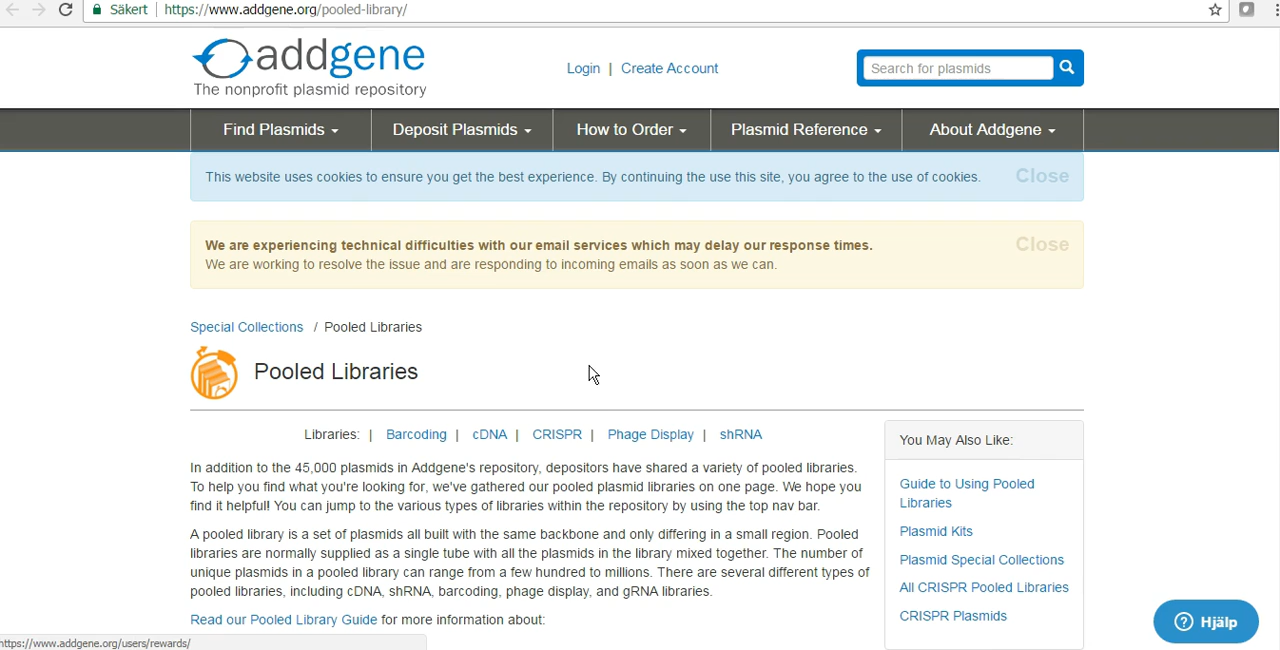 Säkert https://www.addgene.org/pooled-library/
addgene
The nonprofit plasmid repository
Login | Create Account
Search for plasmids
Find Plasmids Deposit Plasmids How to Order Plasmid Reference About Addgene
This website uses cookies to ensure you get the best experience. By continuing the use this site, you agree to the use of cookies. Close
We are experiencing technical difficulties with our email services which may delay our response times. Close
We are working to resolve the issue and are responding to incoming emails as soon as we can.
Special Collections / Pooled Libraries
Pooled Libraries
Libraries: | Barcoding | cDNA | CRISPR | Phage Display | shRNA
In addition to the 45,000 plasmids in Addgene's repository, depositors have shared a variety of pooled libraries.
To help you find what you're looking for, we've gathered our pooled plasmid libraries on one page. We hope you
find it helpful! You can jump to the various types of libraries within the repository by using the top nav bar.
A pooled library is a set of plasmids all built with the same backbone and only differing in a small region. Pooled
libraries are normally supplied as a single tube with all the plasmids in the library mixed together. The number of
unique plasmids in a pooled library can range from a few hundred to millions. There are several different types of
pooled libraries, including cDNA, shRNA, barcoding, phage display, and gRNA libraries.
Read our Pooled Library Guide for more information about:
You May Also Like:
Guide to Using Pooled
Libraries
Plasmid Kits
Plasmid Special Collections
All CRISPR Pooled Libraries
CRISPR Plasmids
Hjälp
https://www.addgene.org/users/rewards/